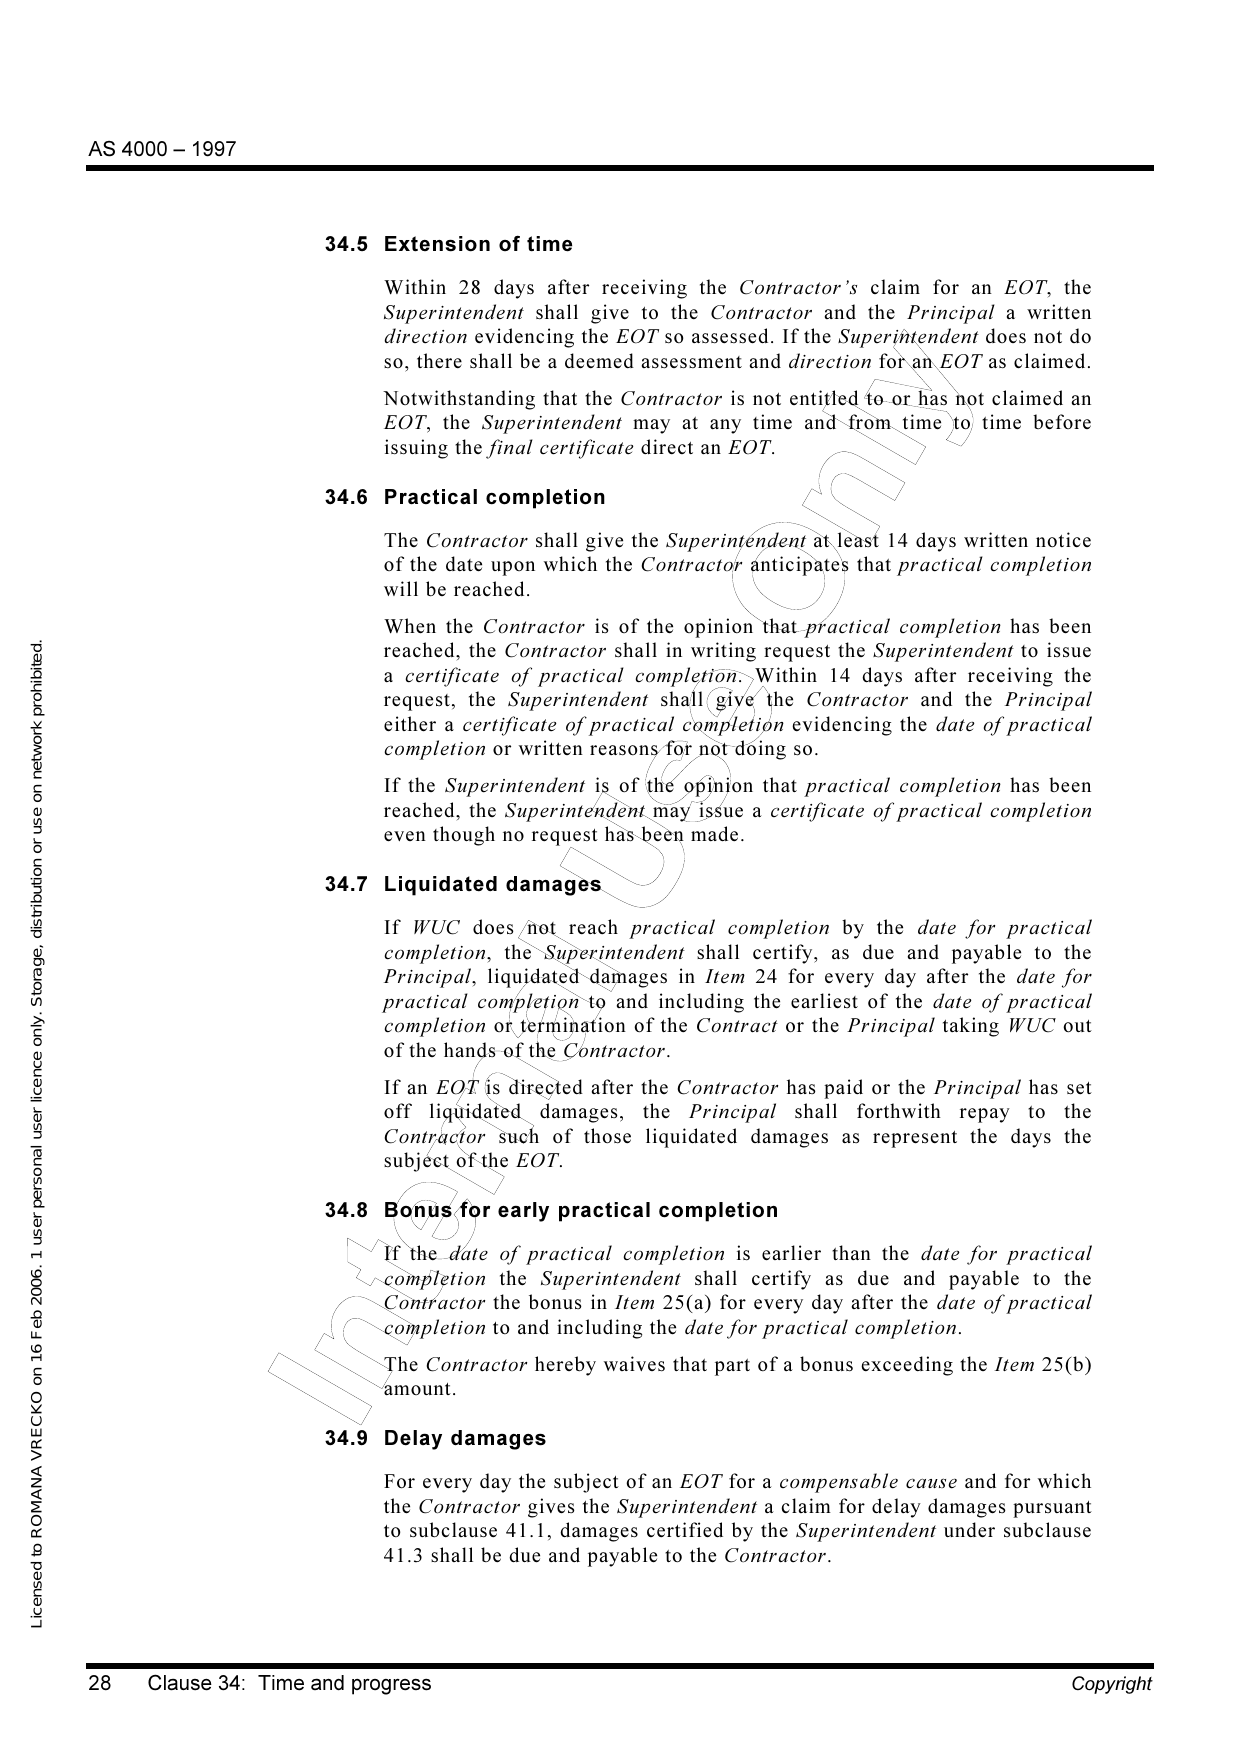 AS 4000 – 1997
34.5 Extension of time
Within 28 days after receiving the Contractor's claim for an EOT, the
Superintendent shall give to the Contractor and the Principal a written
direction evidencing the EOT so assessed. If the Superintendent does not do
so, there shall be a deemed assessment and direction for an EOT as claimed.
Notwithstanding that the Contractor is not entitled to or has not claimed an
EOT, the Superintendent may at any time and from time to time before
issuing the final certificate direct an EOT.
34.6 Practical completion
The Contractor shall give the Superintendent at least 14 days written notice
of the date upon which the Contractor anticipates that practical completion
will be reached.
When the Contractor is of the opinion that practical completion has been
reached, the Contractor shall in writing request the Superintendent to issue
a certificate of practical completion. Within 14 days after receiving the
request, the Superintendent shall give the Contractor and the Principal
either a certificate of practical completion evidencing the date of practical
completion or written reasons for not doing so.
If the Superintendent is of the opinion that practical completion has been
reached, the Superintendent may issue a certificate of practical completion
even though no request has been made.
34.7 Liquidated damages
If WUC does not reach practical completion by the date for practical
completion, the Superintendent shall certify, as due and payable to the
Principal, liquidated damages in Item 24 for every day after the date for
practical completion to and including the earliest of the date of practical
completion or termination of the Contract or the Principal taking WUC out
of the hands of the Contractor.
If an EOT is directed after the Contractor has paid or the Principal has set
off liquidated damages, the Principal shall forthwith repay to the
Contractor such of those liquidated damages as represent the days the
subject of the EOT.
34.8 Bonus for early practical completion
If the date of practical completion is earlier than the date for practical
completion the Superintendent shall certify as due and payable to the
Contractor the bonus in Item 25(a) for every day after the date of practical
completion to and including the date for practical completion.
The Contractor hereby waives that part of a bonus exceeding the Item 25(b)
amount.
34.9 Delay damages
For every day the subject of an EOT for a compensable cause and for which
the Contractor gives the Superintendent a claim for delay damages pursuant
to subclause 41.1, damages certified by the Superintendent under subclause
41.3 shall be due and payable to the Contractor.
28 Clause 34: Time and progress Copyright
Licensed to ROMANA VRECKO on 16 Feb 2006. 1 user personal user licence only. Storage, distribution or use on network prohibited.
Internal Use Only